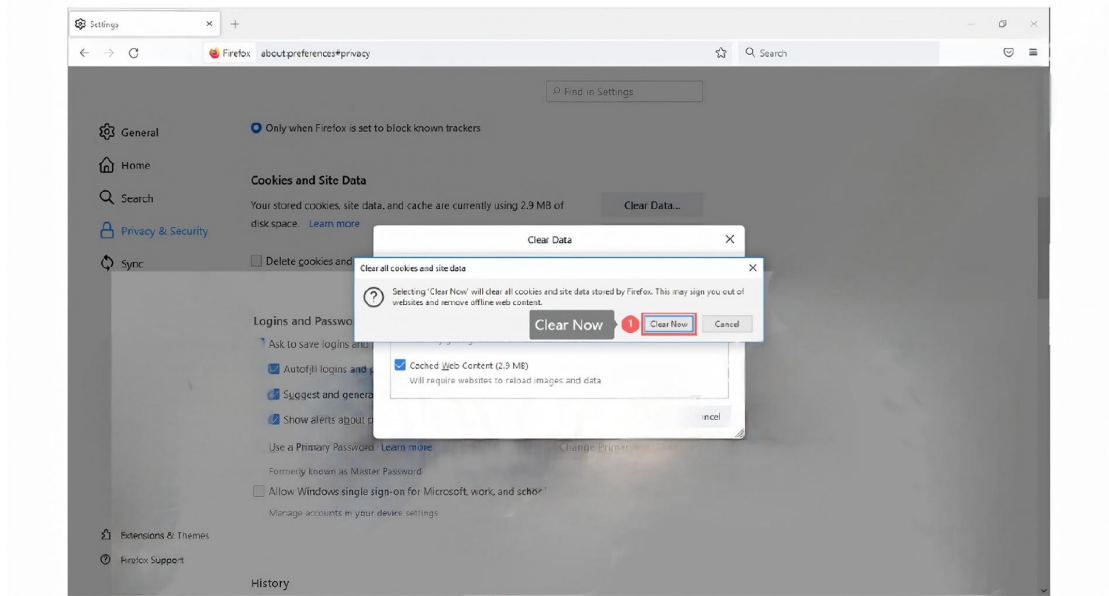 Settings
Firefox about:preferences#privacy
Search
Find in Settings
General
Home
Search
Privacy & Security
Sync
Extensions & Themes
Firefox Support
Only when Firefox is set to block known trackers
Cookies and Site Data
Your stored cookies, site data, and cache are currently using 2.9 MB of
disk space. Learn more
Clear Data...
Delete cookies and
Clear Data
Clear all cookies and site data
Selecting 'Clear Now' will clear all cookies and site data stored by Firefox. This may sign you out of
websites and remove offline web content.
Clear Now
1
Clear Now
Cancel
Cached Web Content (2.9 MB)
Will require websites to reload images and data
ncel
Logins and Passwo
Ask to save logins and
Autofill logins and p
Suggest and genera
Show alerts about p
Use a Primary Password Learn more
Change
Formerly known as Master Password
Allow Windows single sign-on for Microsoft, work, and schoo
Manage accounts in your device settings
History